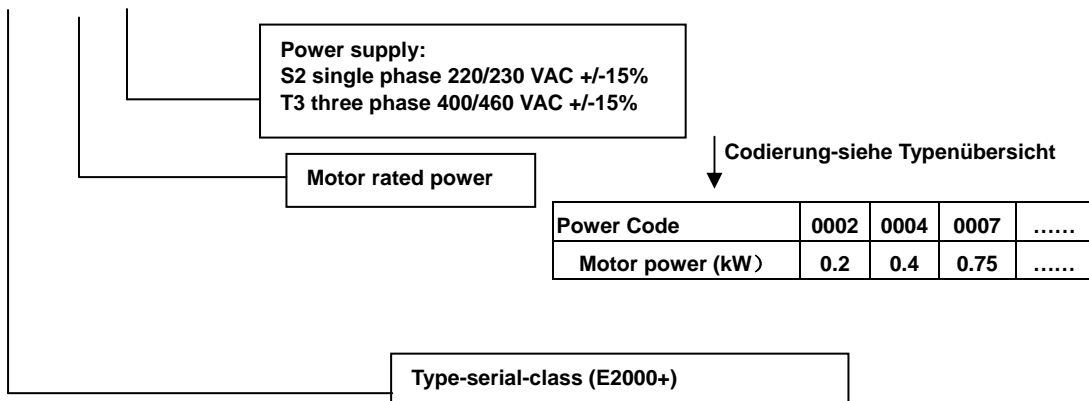 Power supply:
S2 single phase 220/230 VAC +/-15%
T3 three phase 400/460 VAC +/-15%
Codierung-siehe Typenübersicht
Motor rated power
Power Code 0002 0004 0007 ......
Motor power (kW） 0.2 0.4 0.75 ......
Type-serial-class (E2000+)